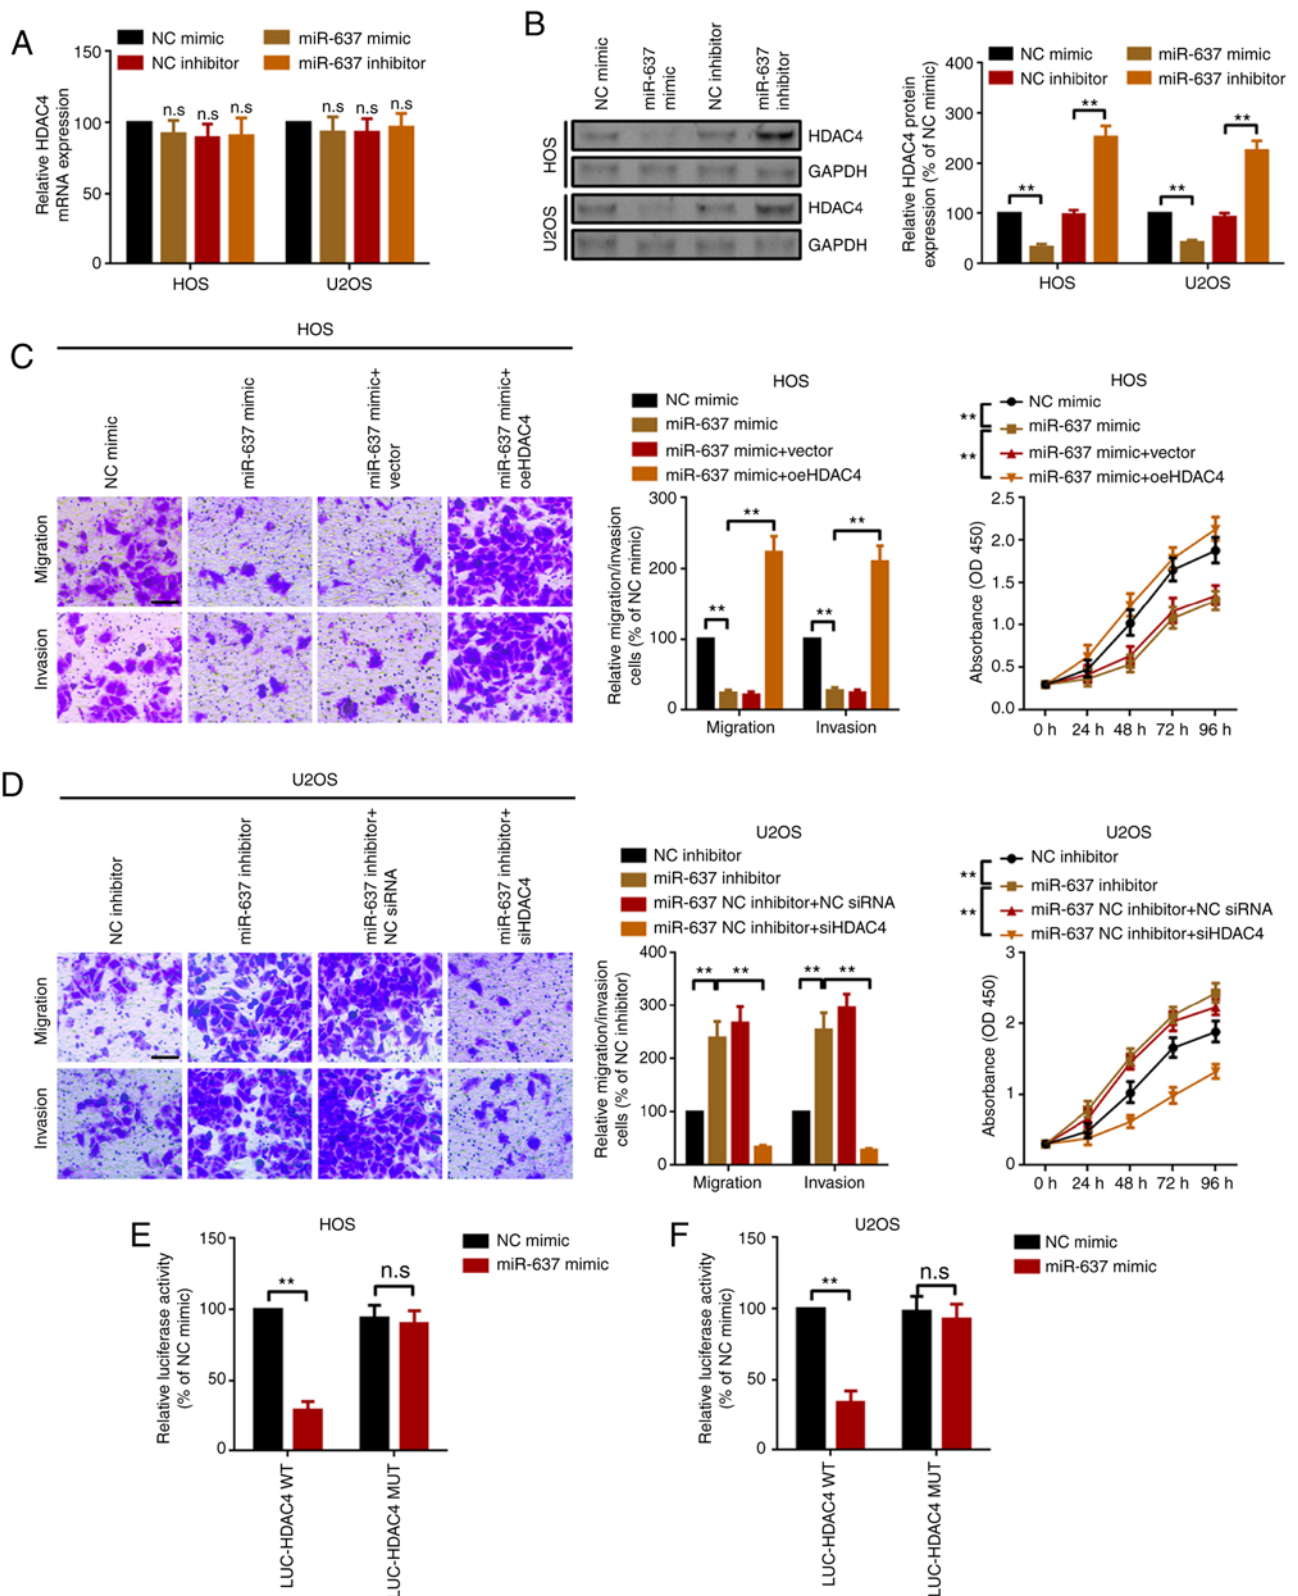 A
NC mimic
miR-637 mimic
NC inhibitor
miR-637 inhibitor
Relative HDAC4
mRNA expression
150
100
50
0
n.s
n.s
n.s
n.s
n.s
n.s
HOS
U2OS
B
NC mimic
miR-637
mimic
NC inhibitor
miR-637
inhibitor
HOS
U2OS
HDAC4
GAPDH
HDAC4
GAPDH
NC mimic
miR-637 mimic
NC inhibitor
miR-637 inhibitor
Relative HDAC4 protein
expression (% of NC mimic)
400
300
200
100
0
**
**
**
**
HOS
U2OS
C
HOS
NC mimic
miR-637 mimic
miR-637 mimic+
vector
miR-637 mimic+
oeHDAC4
Migration
Invasion
HOS
NC mimic
miR-637 mimic
miR-637 mimic+vector
miR-637 mimic+oeHDAC4
Relative migration/invasion
cells (% of NC mimic)
300
200
100
0
**
**
**
**
Migration
Invasion
HOS
**
**
NC mimic
miR-637 mimic
miR-637 mimic+vector
miR-637 mimic+oeHDAC4
Absorbance (OD 450)
2.5
2.0
1.5
1.0
0.5
0.0
0 h
24 h
48 h
72 h
96 h
D
U2OS
NC inhibitor
miR-637 inhibitor
miR-637 inhibitor+
NC siRNA
miR-637 inhibitor+
siHDAC4
Migration
Invasion
U2OS
NC inhibitor
miR-637 inhibitor
miR-637 NC inhibitor+NC siRNA
miR-637 NC inhibitor+siHDAC4
Relative migration/invasion
cells (% of NC inhibitor)
400
300
200
100
0
**
**
**
**
Migration
Invasion
U2OS
**
**
NC inhibitor
miR-637 inhibitor
miR-637 NC inhibitor+NC siRNA
miR-637 NC inhibitor+siHDAC4
Absorbance (OD 450)
3
2
1
0
0 h
24 h
48 h
72 h
96 h
E
HOS
NC mimic
miR-637 mimic
Relative luciferase activity
(% of NC mimic)
150
100
50
0
**
n.s
LUC-HDAC4 WT
LUC-HDAC4 MUT
F
U2OS
NC mimic
miR-637 mimic
Relative luciferase activity
(% of NC mimic)
150
100
50
0
**
n.s
LUC-HDAC4 WT
LUC-HDAC4 MUT